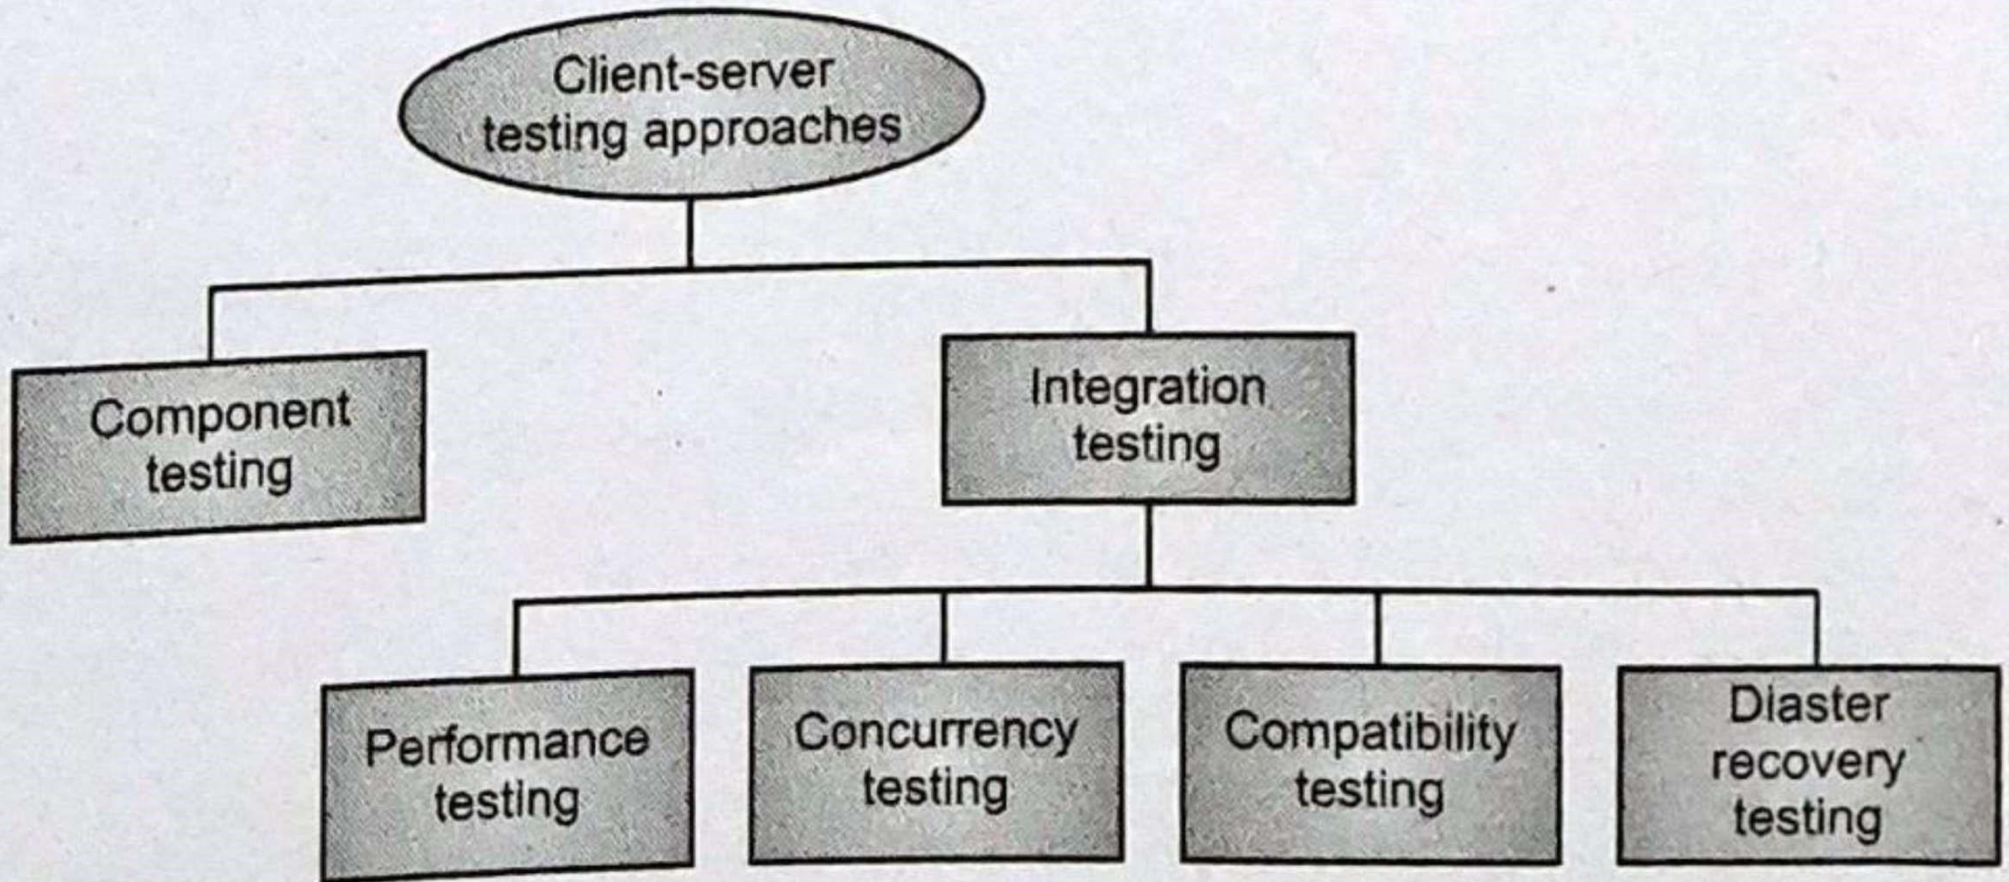 Client-server
testing approaches
Component
testing
Integration
testing
Performance
testing
Concurrency
testing
Compatibility
testing
Diaster
recovery
testing